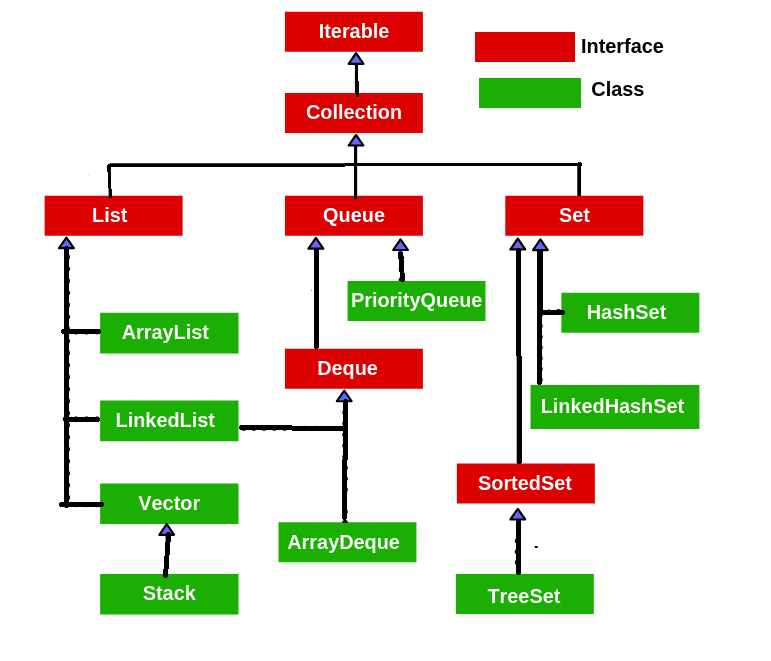 Iterable
Interface
Collection
Class
List
Queue
Set
PriorityQueue
HashSet
ArrayList
Deque
LinkedList
LinkedHashSet
Vector
SortedSet
ArrayDeque
Stack
TreeSet